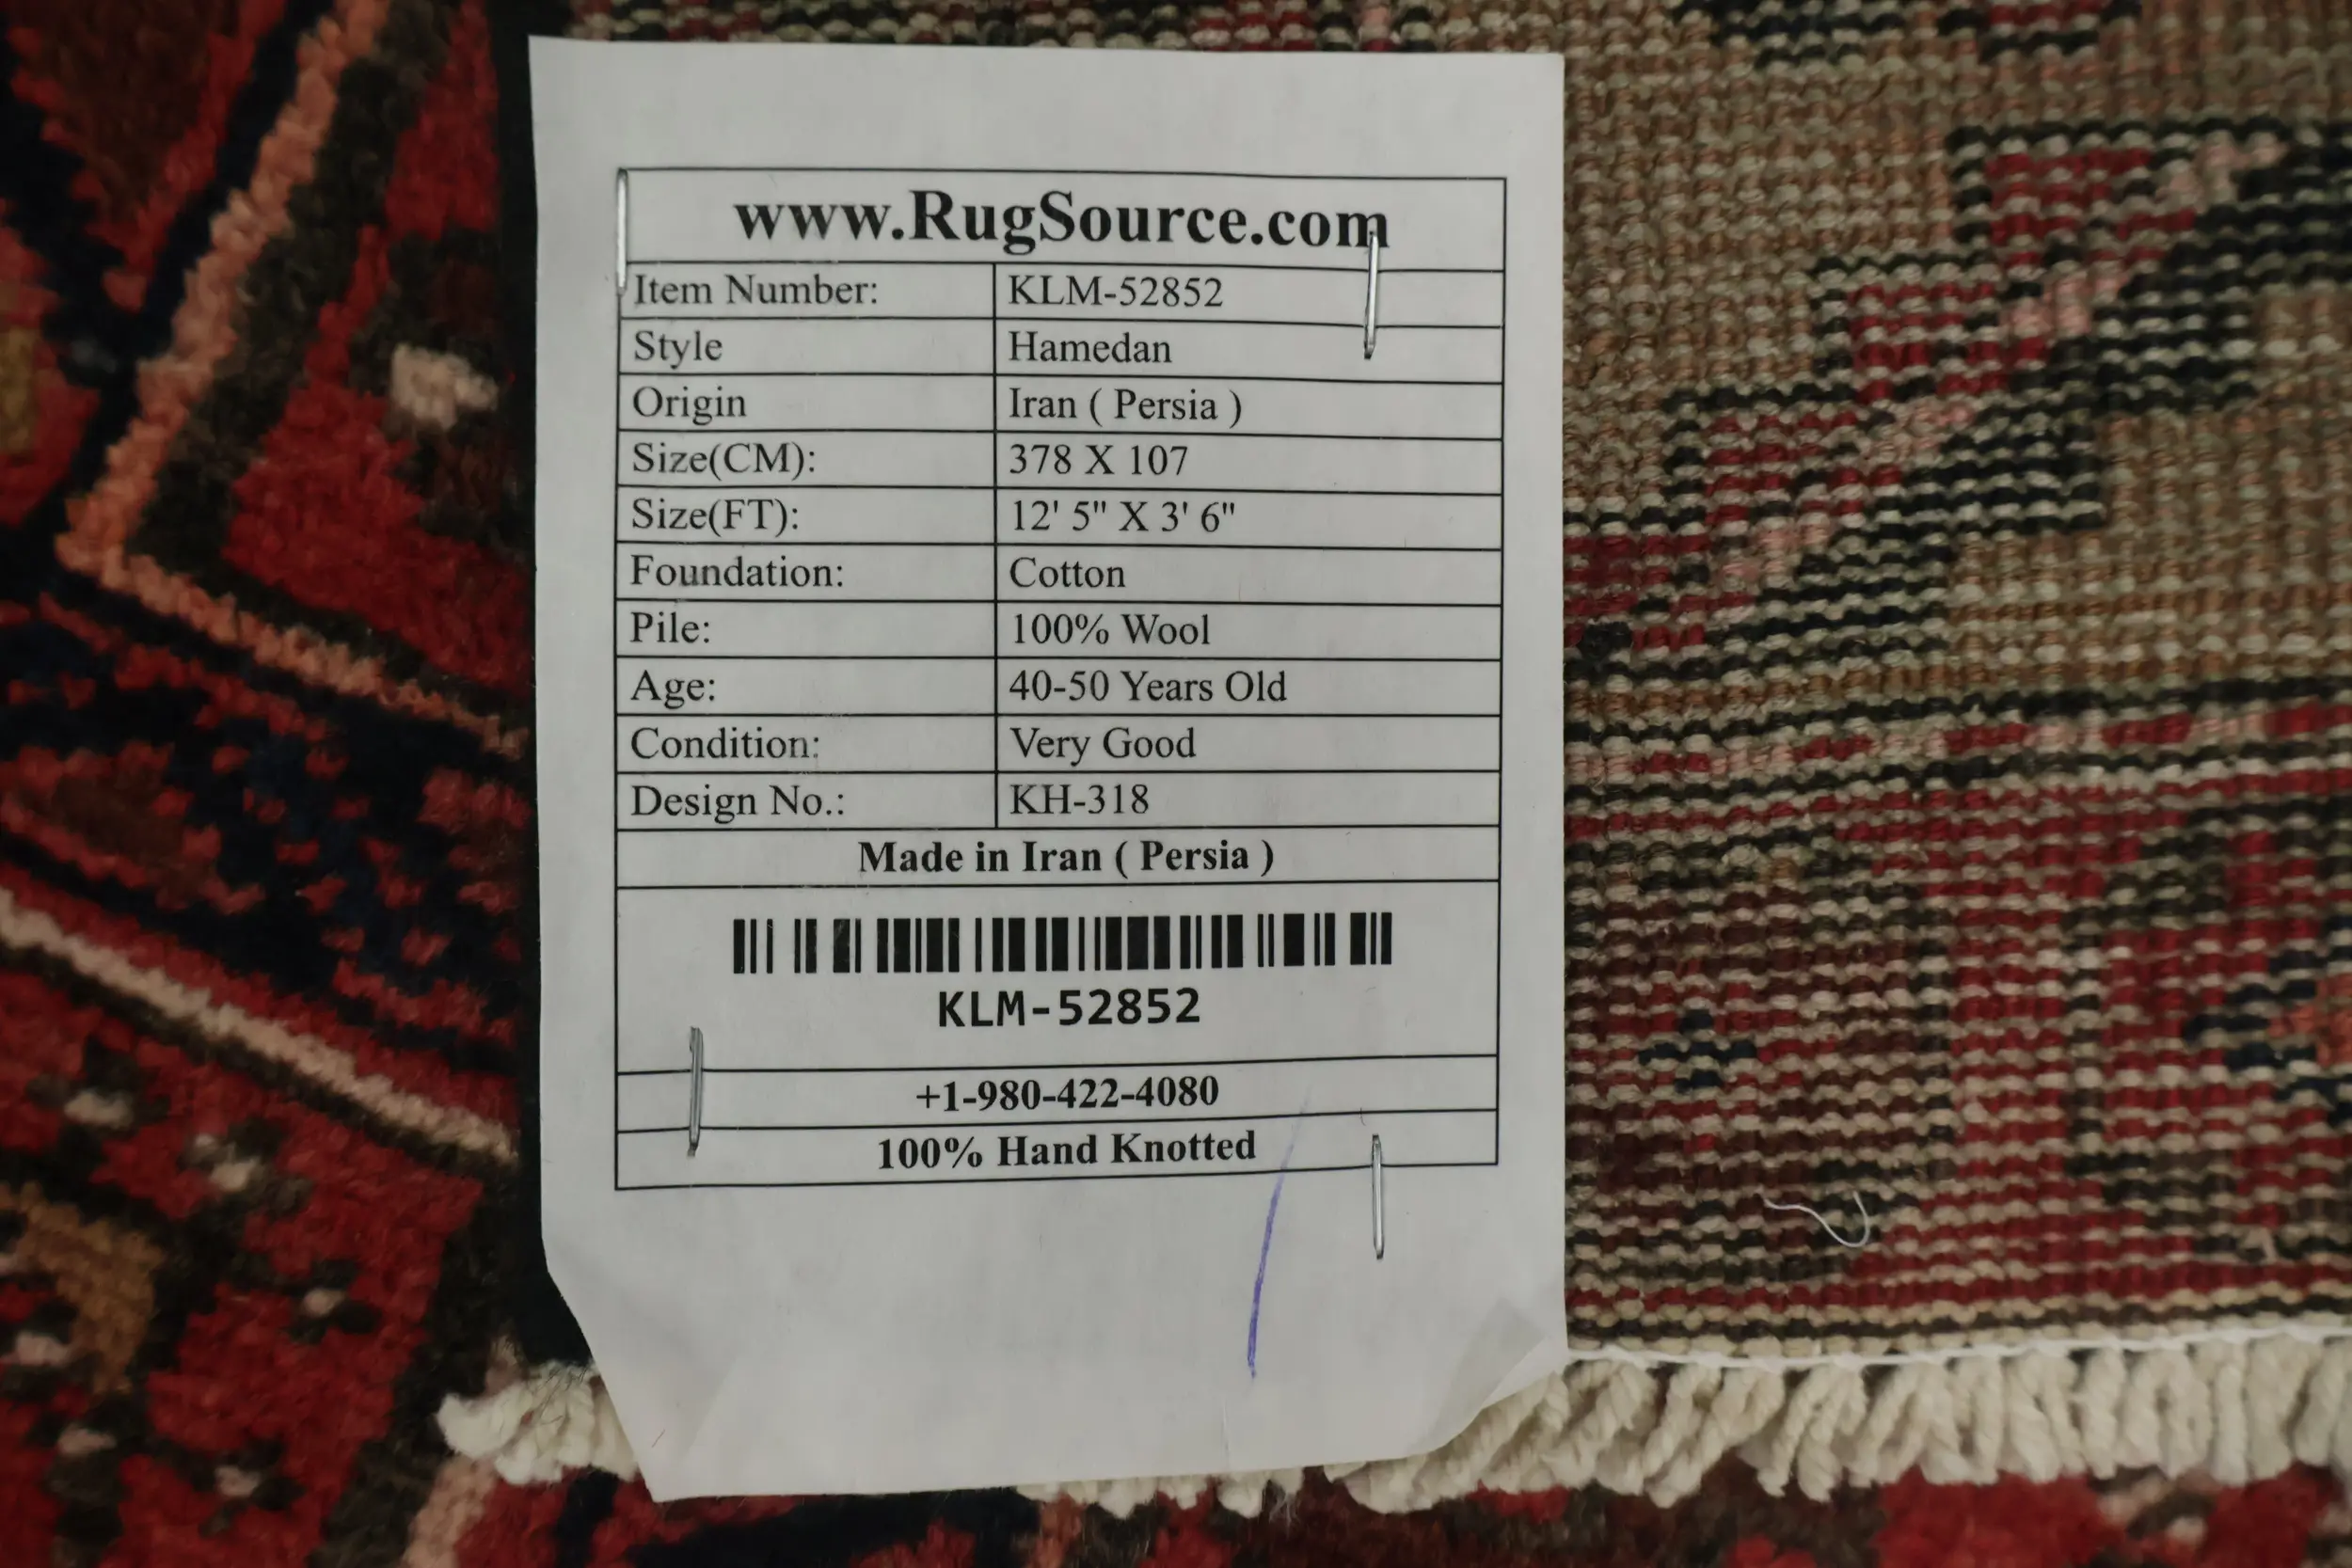 www.RugSource.com
Item Number: KLM-52852
Style Hamedan
Origin Iran ( Persia )
Size(CM): 378 X 107
Size(FT): 12' 5" X 3' 6"
Foundation: Cotton
Pile: 100% Wool
Age: 40-50 Years Old
Condition: Very Good
Design No.: KH-318
Made in Iran ( Persia )
KLM-52852
+1-980-422-4080
100% Hand Knotted